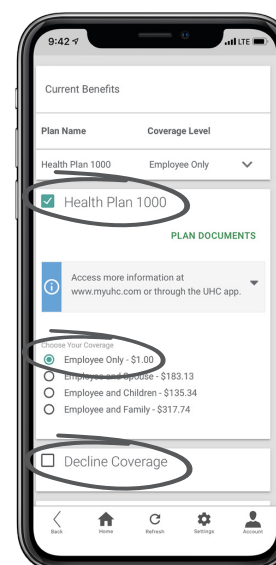 9:42 LTE
Current Benefits
Plan Name Coverage Level
Health Plan 1000 Employee Only
Health Plan 1000
PLAN DOCUMENTS
Access more information at
www.myuhc.com or through the UHC app.
Choose Your Coverage
Employee Only - $1.00
Employee and Spouse - $183.13
Employee and Children - $135.34
Employee and Family - $317.74
Decline Coverage
Back Home Refresh Settings Account